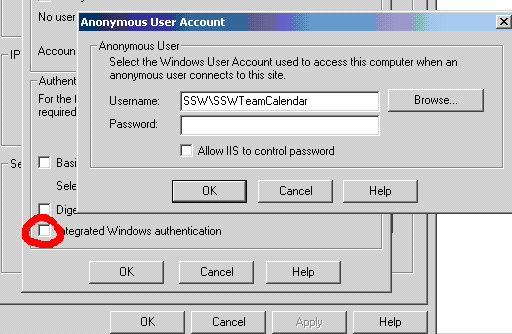 Anonymous User Account
No user
Anonymous User
Accoun
Select the Windows User Account used to access this computer when an
anonymous user connects to this site.
IP
Authent
For the
required
Username: SSW\SSWTeamCalendar Browse...
Password:
Allow IIS to control password
Se
Basi
Sele
OK Cancel Help
Dige
Integrated Windows authentication
OK Cancel Help
OK Cancel Apply Help